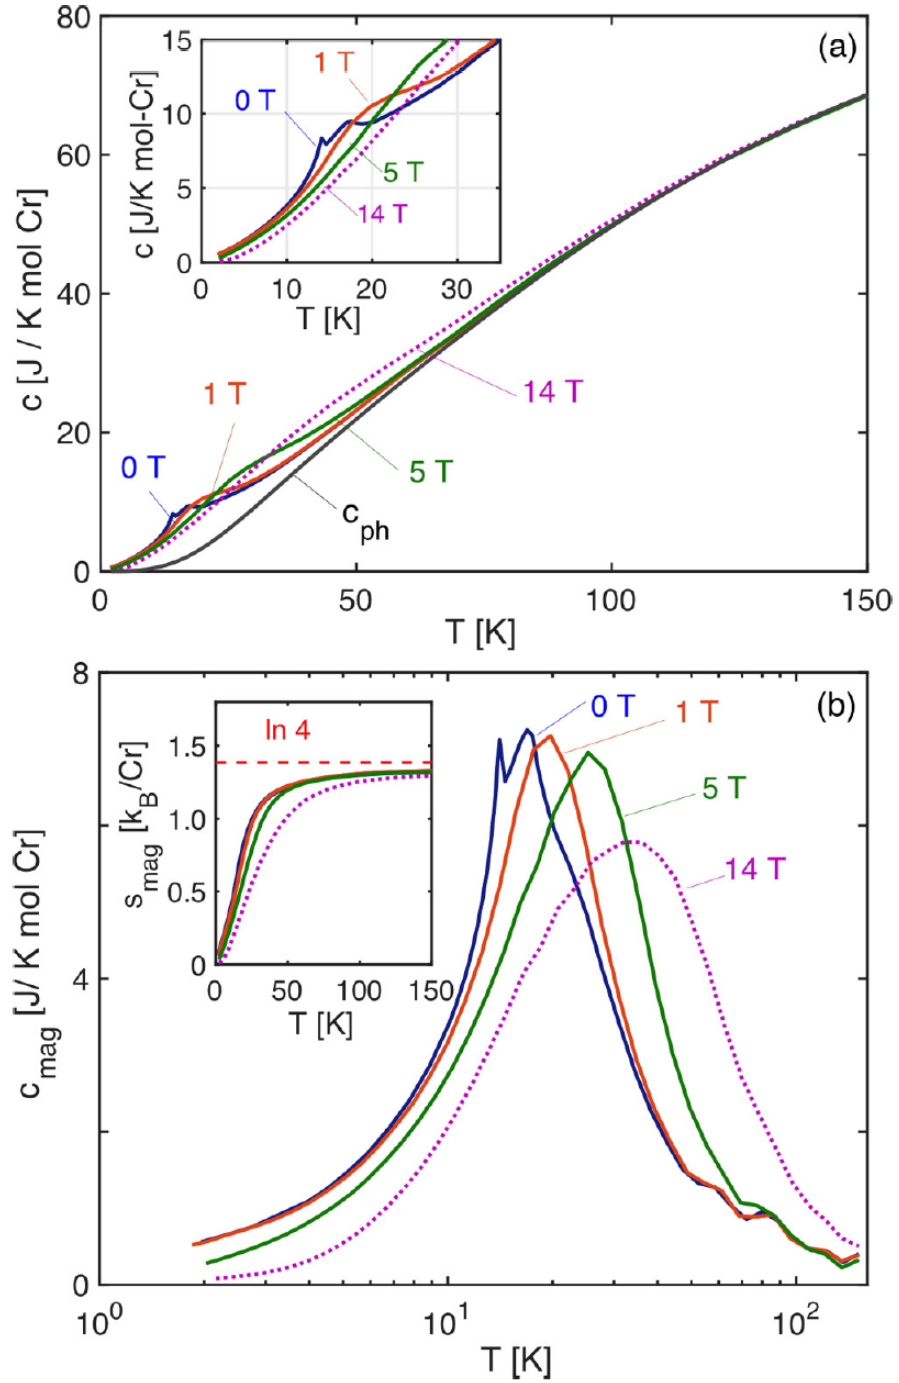 80
60
40
20
0
c [J / K mol Cr]
(a)
15
10
5
0
c [J/K mol-Cr]
0 T
1 T
5 T
14 T
0 10 20 30
T [K]
1 T
0 T
14 T
5 T
c_ph
0 50 100 150
T [K]
8
4
0
c_mag [J/ K mol Cr]
(b)
0 T
1 T
5 T
14 T
ln 4
1.5
1.0
0.5
0
s_mag [k_B/Cr]
0 50 100 150
T [K]
10^0 10^1 10^2
T [K]